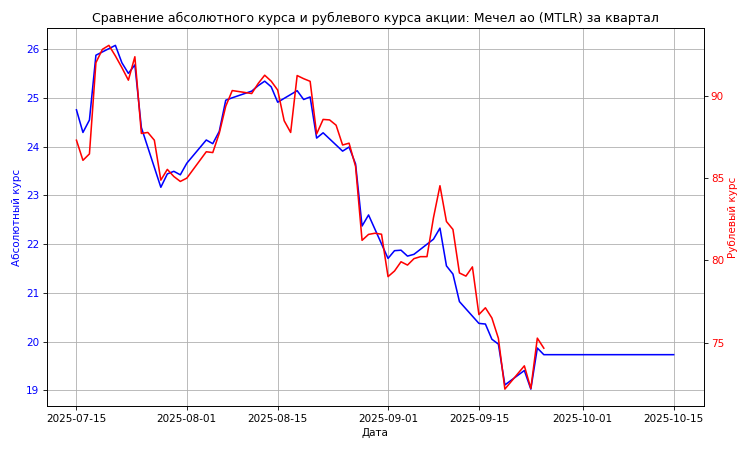 Сравнение абсолютного курса и рублевого курса акции: Мечел ао (MTLR) за квартал
26
25
24
23
22
21
20
19
Абсолютный курс
90
85
80
75
Рублевый курс
2025-07-15 2025-08-01 2025-08-15 2025-09-01 2025-09-15 2025-10-01 2025-10-15
Дата